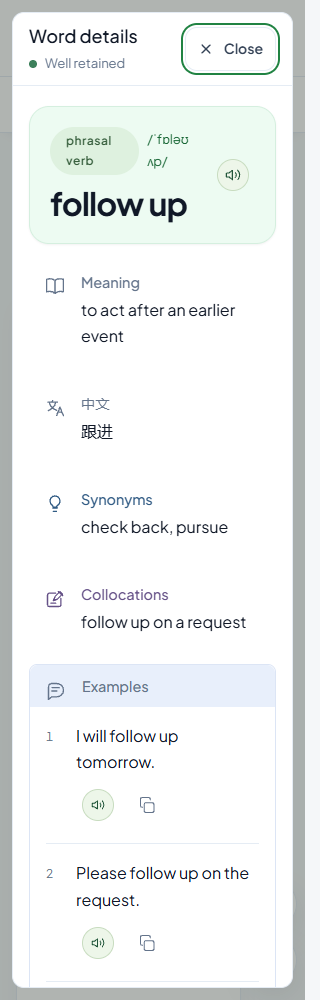 Word details
Well retained
Close
phrasal
verb
/ˈfɒləʊ
ʌp/
follow up
Meaning
to act after an earlier
event
中文
跟进
Synonyms
check back, pursue
Collocations
follow up on a request
Examples
1
I will follow up
tomorrow.
2
Please follow up on the
request.